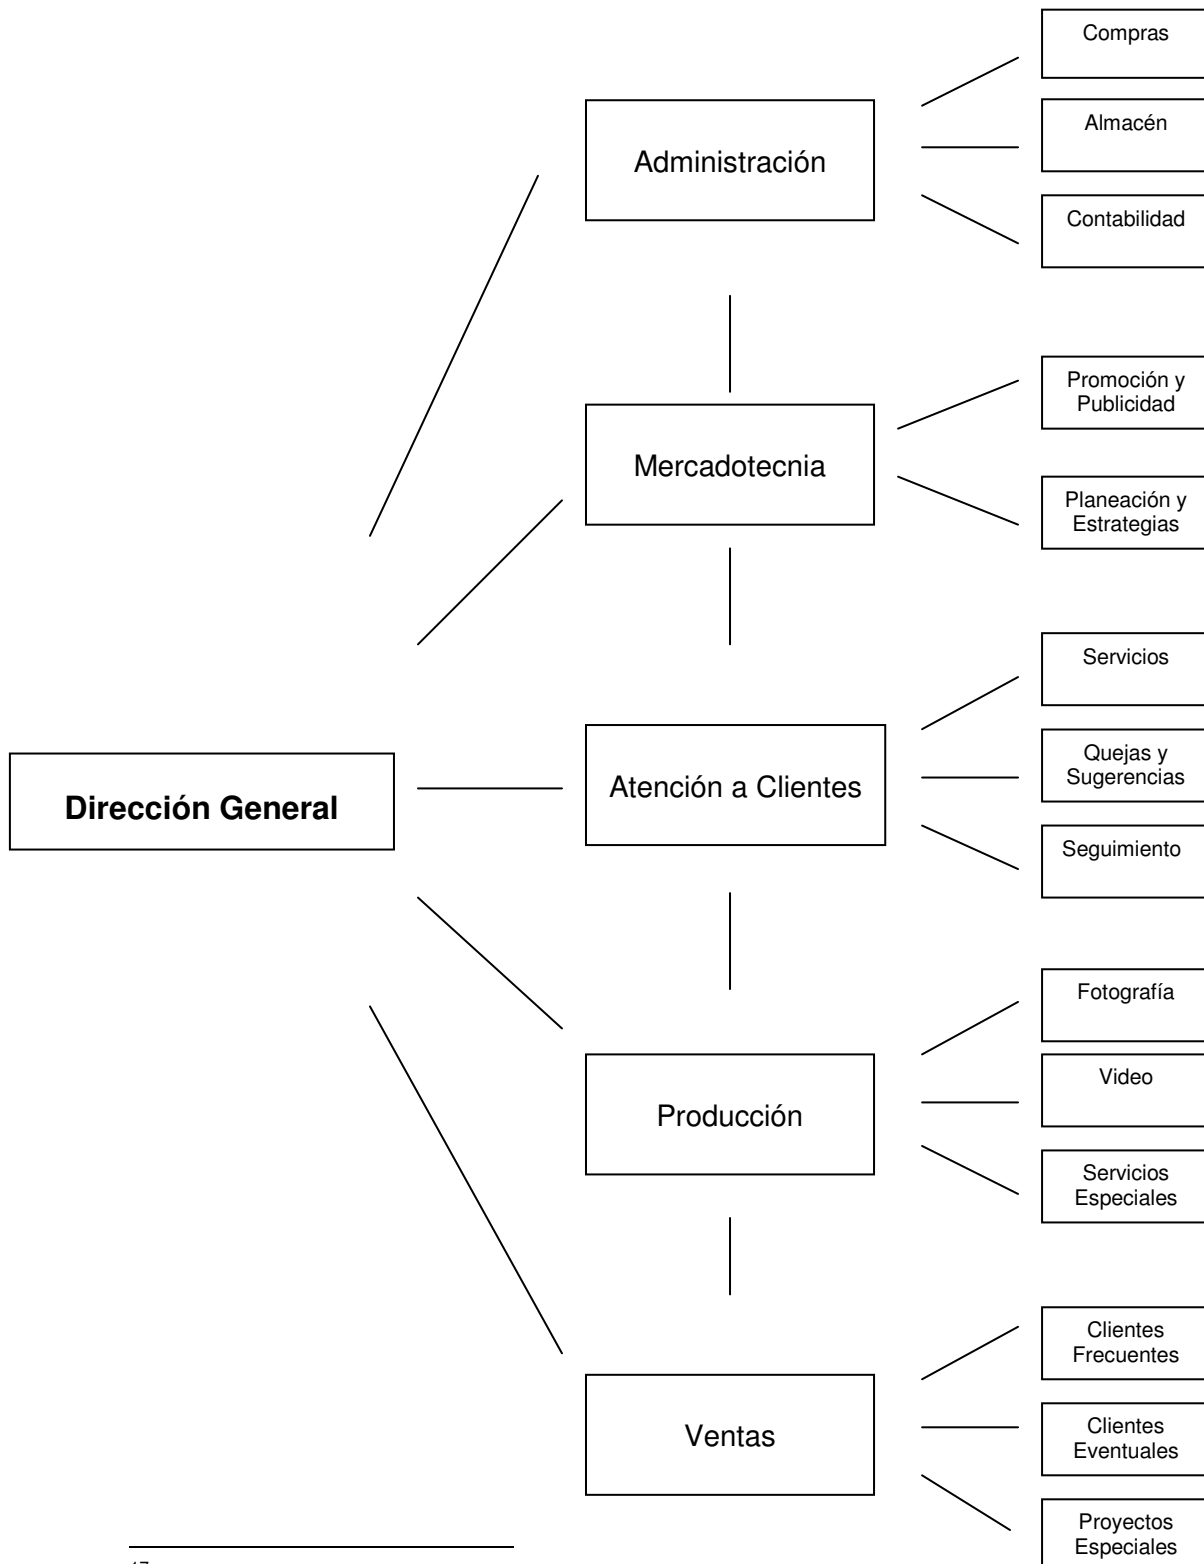 Compras
Almacén
Administración
Contabilidad
Promoción y
Publicidad
Mercadotecnia
Planeación y
Estrategias
Servicios
Quejas y
Sugerencias
Atención a Clientes
Dirección General
Seguimiento
Fotografía
Video
Producción
Servicios
Especiales
Clientes
Frecuentes
Clientes
Eventuales
Ventas
Proyectos
Especiales